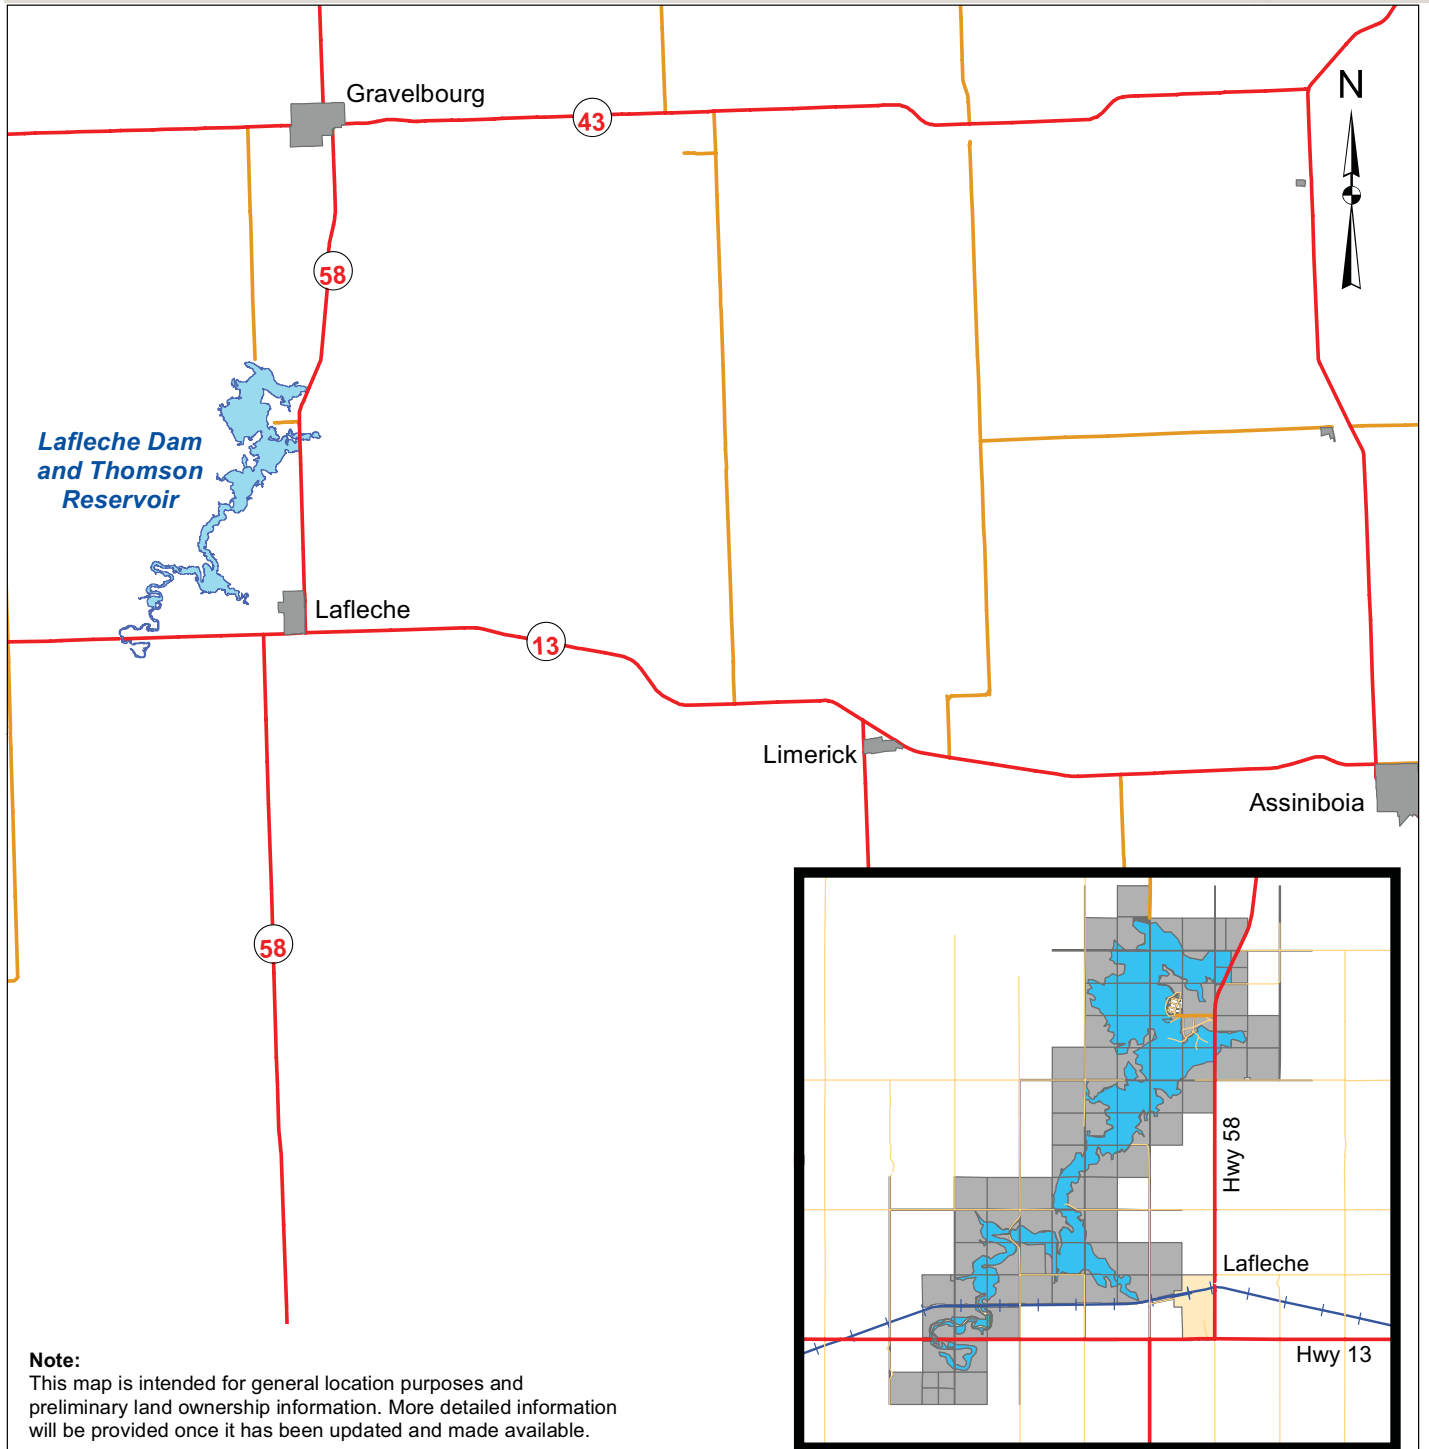 N
Gravelbourg
43
58
Lafleche Dam
and Thomson
Reservoir
Lafleche
13
Limerick
Assiniboia
58
Hwy 58
Lafleche
Hwy 13
Note:
This map is intended for general location purposes and
preliminary land ownership information. More detailed information
will be provided once it has been updated and made available.